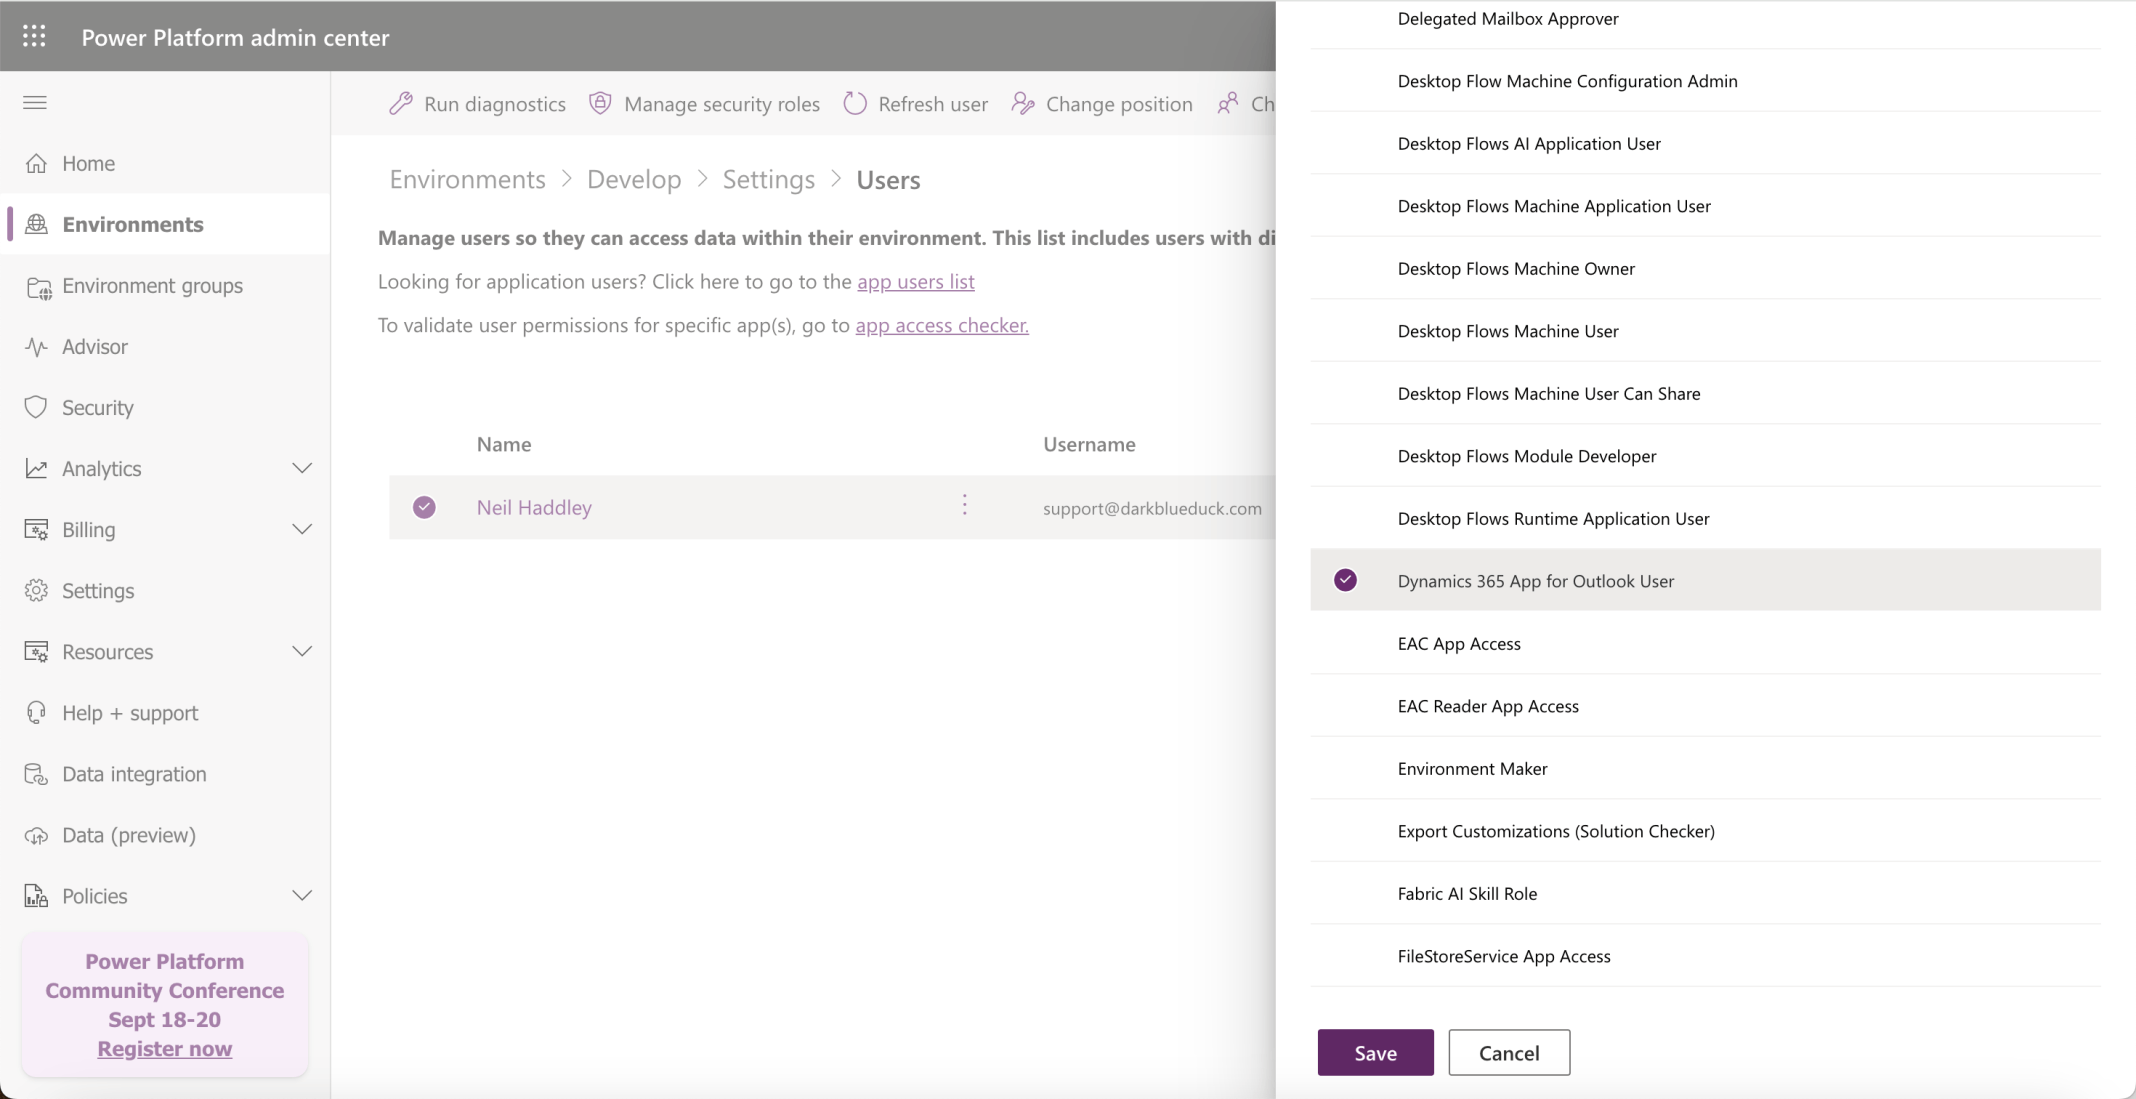 Power Platform admin center
Home
Environments
Environment groups
Advisor
Security
Analytics
Billing
Settings
Resources
Help + support
Data integration
Data (preview)
Policies
Power Platform
Community Conference
Sept 18-20
Register now
Run diagnostics
Manage security roles
Refresh user
Change position
Ch
Environments > Develop > Settings > Users
Manage users so they can access data within their environment. This list includes users with di
Looking for application users? Click here to go to the app users list
To validate user permissions for specific app(s), go to app access checker.
Name Username
Neil Haddley support@darkblueduck.com
Delegated Mailbox Approver
Desktop Flow Machine Configuration Admin
Desktop Flows AI Application User
Desktop Flows Machine Application User
Desktop Flows Machine Owner
Desktop Flows Machine User
Desktop Flows Machine User Can Share
Desktop Flows Module Developer
Desktop Flows Runtime Application User
Dynamics 365 App for Outlook User
EAC App Access
EAC Reader App Access
Environment Maker
Export Customizations (Solution Checker)
Fabric AI Skill Role
FileStoreService App Access
Save Cancel